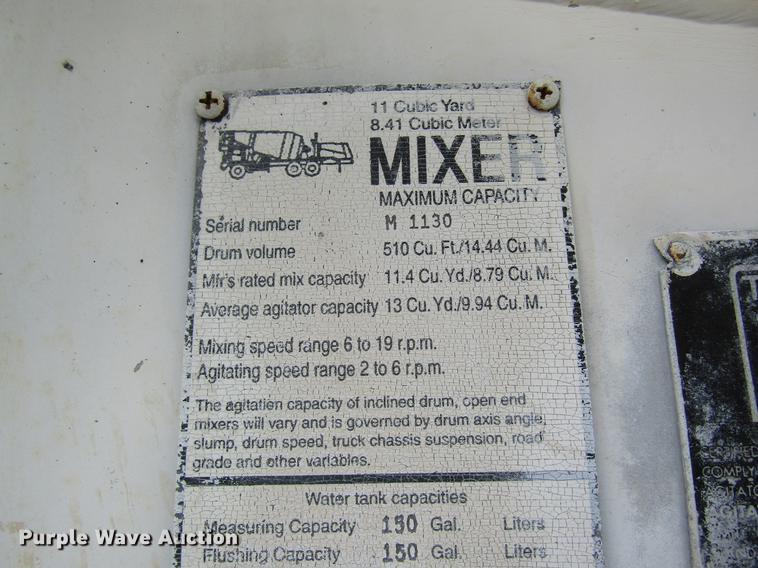 11 Cubic Yard
8.41 Cubic Meter
MIXER
MAXIMUM CAPACITY
Serial number M 1130
Drum volume 510 Cu. Ft./14.44 Cu. M.
Mfr's rated mix capacity 11.4 Cu. Yd./8.79 Cu. M.
Average agitator capacity 13 Cu. Yd./9.94 Cu. M.
Mixing speed range 6 to 19 r.p.m.
Agitating speed range 2 to 6 r.p.m.
The agitation capacity of inclined drum, open end
mixers will vary and is governed by drum axis angle,
slump, drum speed, truck chassis suspension, road
grade and other variables.
Water tank capacities
Measuring Capacity 150 Gal. Liters
Flushing Capacity 150 Gal. Liters
CERTIFIED
COMPLY
Purple Wave Auction